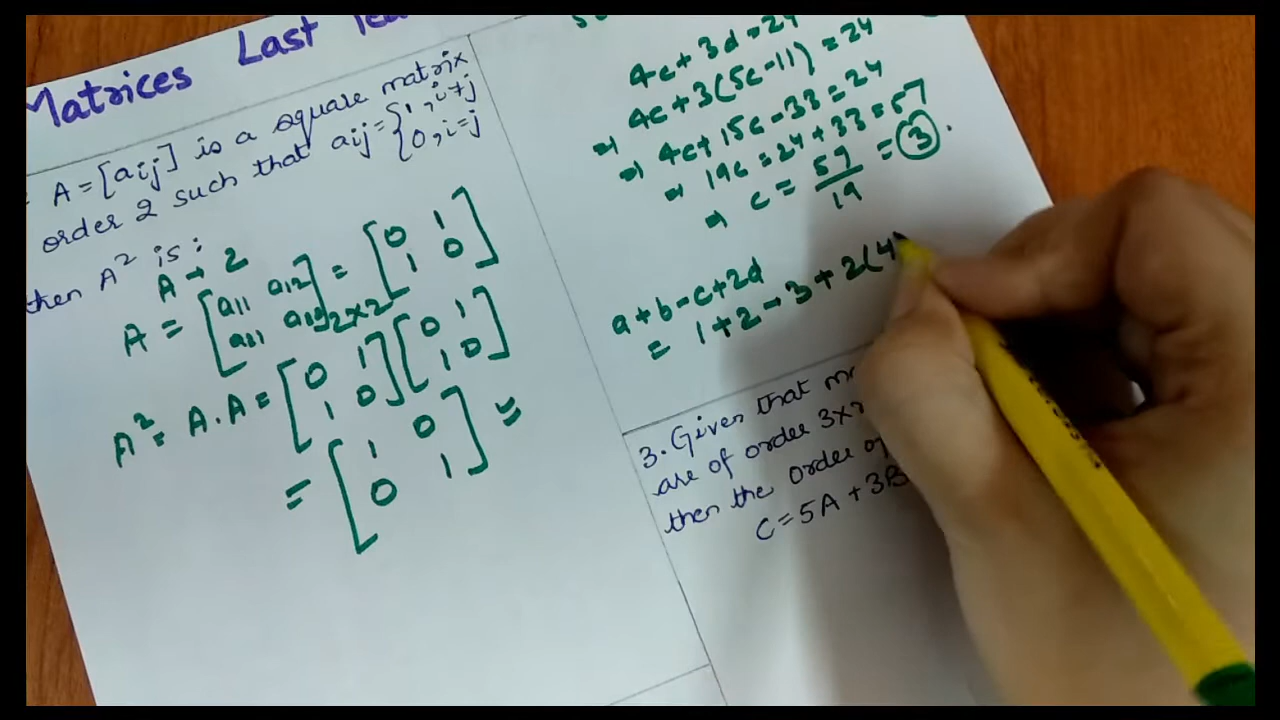 Matrices Last
A = [aij] is a square matrix
order 2 such that aij = { 1, i≠j
0, i=j
then A² is:
A → 2
A = [a11 a12
a21 a22]2×2 = [0 1
1 0]
A² = A.A = [0 1
1 0] [0 1
1 0]
= [1 0
0 1] =
4c + 3d = 24
4c + 3(5c-11) = 24
⇒ 4c + 15c - 33 = 24
⇒ 19c = 24 + 33 = 57
⇒ c = 57/19 = 3.
a + b - c + 2d
= 1 + 2 - 3 + 2(4
3. Given that
are of order 3×
then the order
C = 5A + 3B